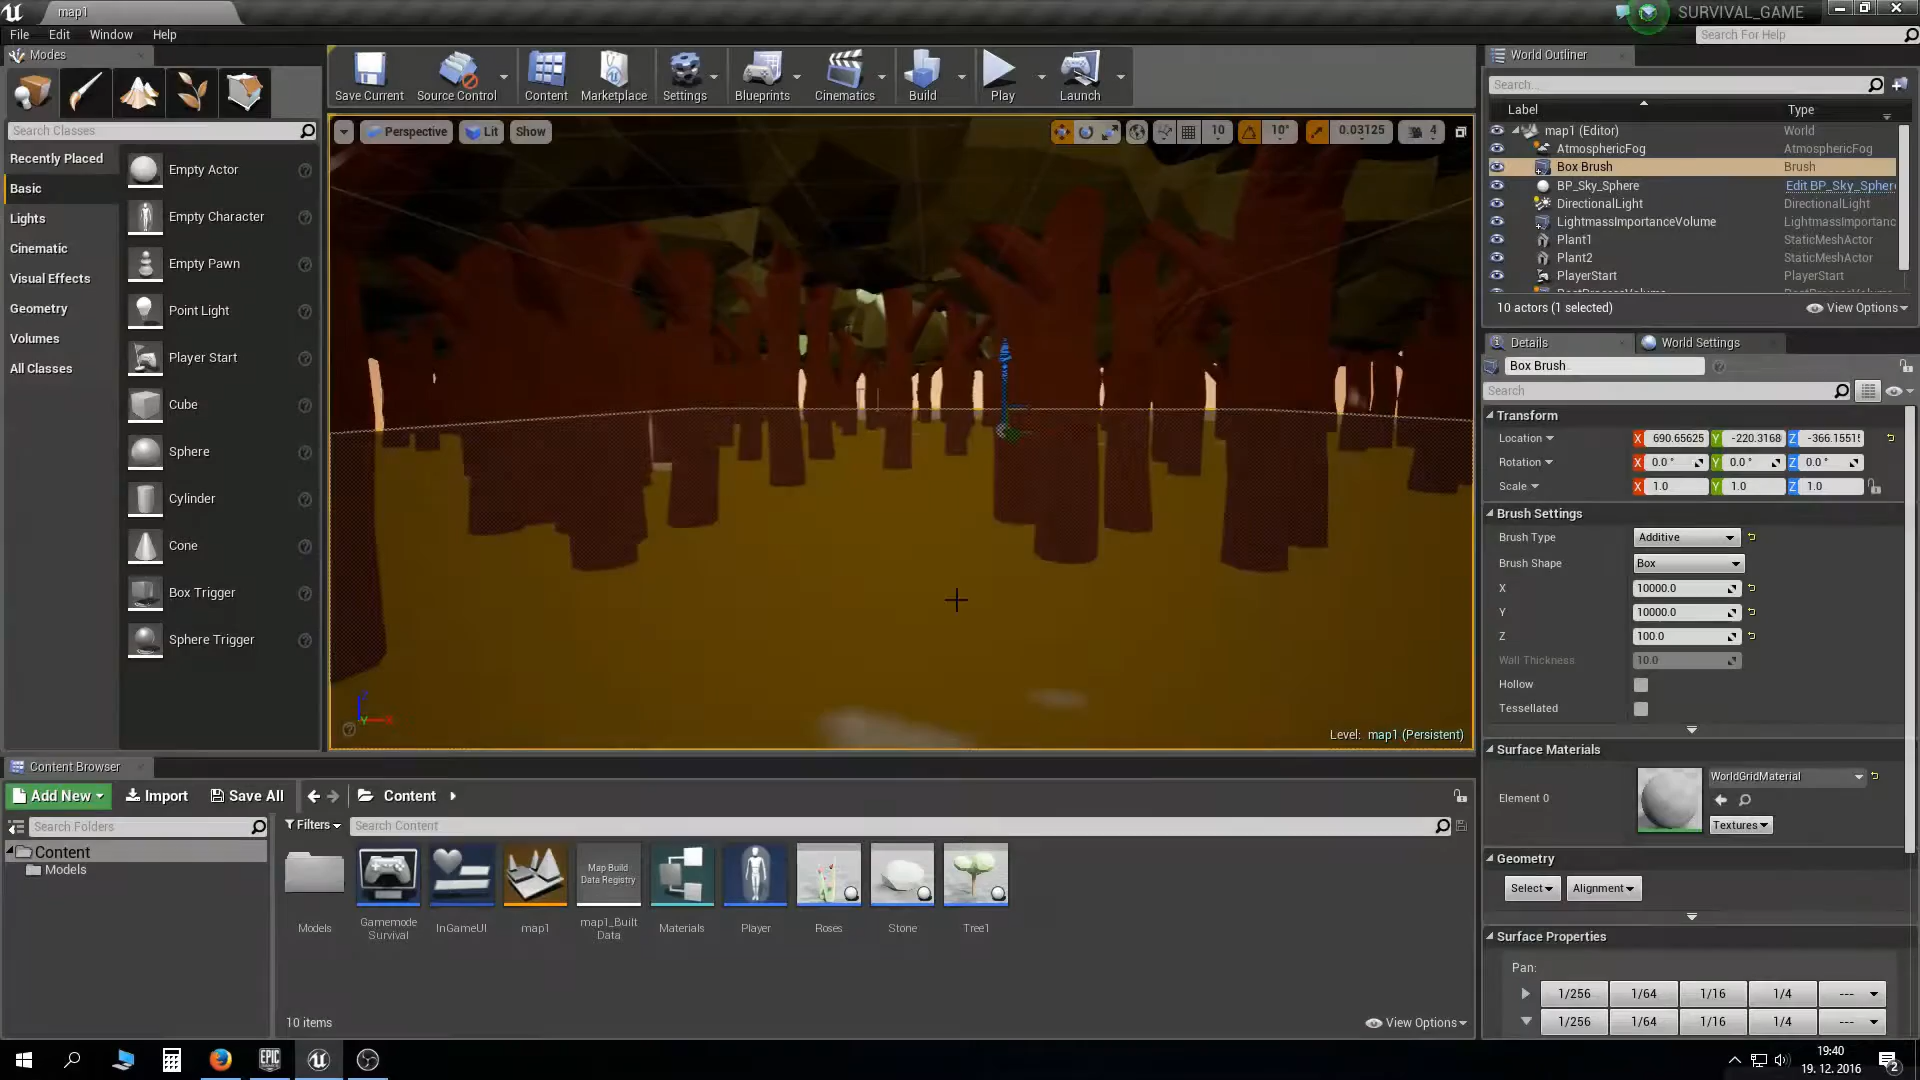 map1
SURVIVAL_GAME
File Edit Window Help
Search For Help
Modes
Save Current Source Control Content Marketplace Settings Blueprints Cinematics Build Play Launch
Search Classes
Recently Placed
Basic
Lights
Cinematic
Visual Effects
Geometry
Volumes
All Classes
Empty Actor
Empty Character
Empty Pawn
Point Light
Player Start
Cube
Sphere
Cylinder
Cone
Box Trigger
Sphere Trigger
Perspective Lit Show
10 10° 0.03125 4
Level: map1 (Persistent)
World Outliner
Search...
Label Type
map1 (Editor) World
AtmosphericFog AtmosphericFog
Box Brush Brush
BP_Sky_Sphere Edit BP_Sky_Spher
DirectionalLight DirectionalLight
LightmassImportanceVolume LightmassImportanc
Plant1 StaticMeshActor
Plant2 StaticMeshActor
PlayerStart PlayerStart
10 actors (1 selected) View Options
Details World Settings
Box Brush
Search
Transform
Location X 690.65625 Y -220.3168 Z -366.1551
Rotation X 0.0 ° Y 0.0 ° Z 0.0 °
Scale X 1.0 Y 1.0 Z 1.0
Brush Settings
Brush Type Additive
Brush Shape Box
X 10000.0
Y 10000.0
Z 100.0
Wall Thickness 10.0
Hollow
Tessellated
Surface Materials
Element 0 WorldGridMaterial
Textures
Geometry
Select Alignment
Surface Properties
Pan:
1/256 1/64 1/16 1/4 ---
1/256 1/64 1/16 1/4 ---
Content Browser
Add New Import Save All Content
Search Folders
Content
Models
Filters Search Content
Map Build
Data Registry
Models
Gamemode
Survival
InGameUI
map1
map1_Built
Data
Materials
Player
Roses
Stone
Tree1
10 items View Options
EPIC
GAMES
19:40
19. 12. 2016
2